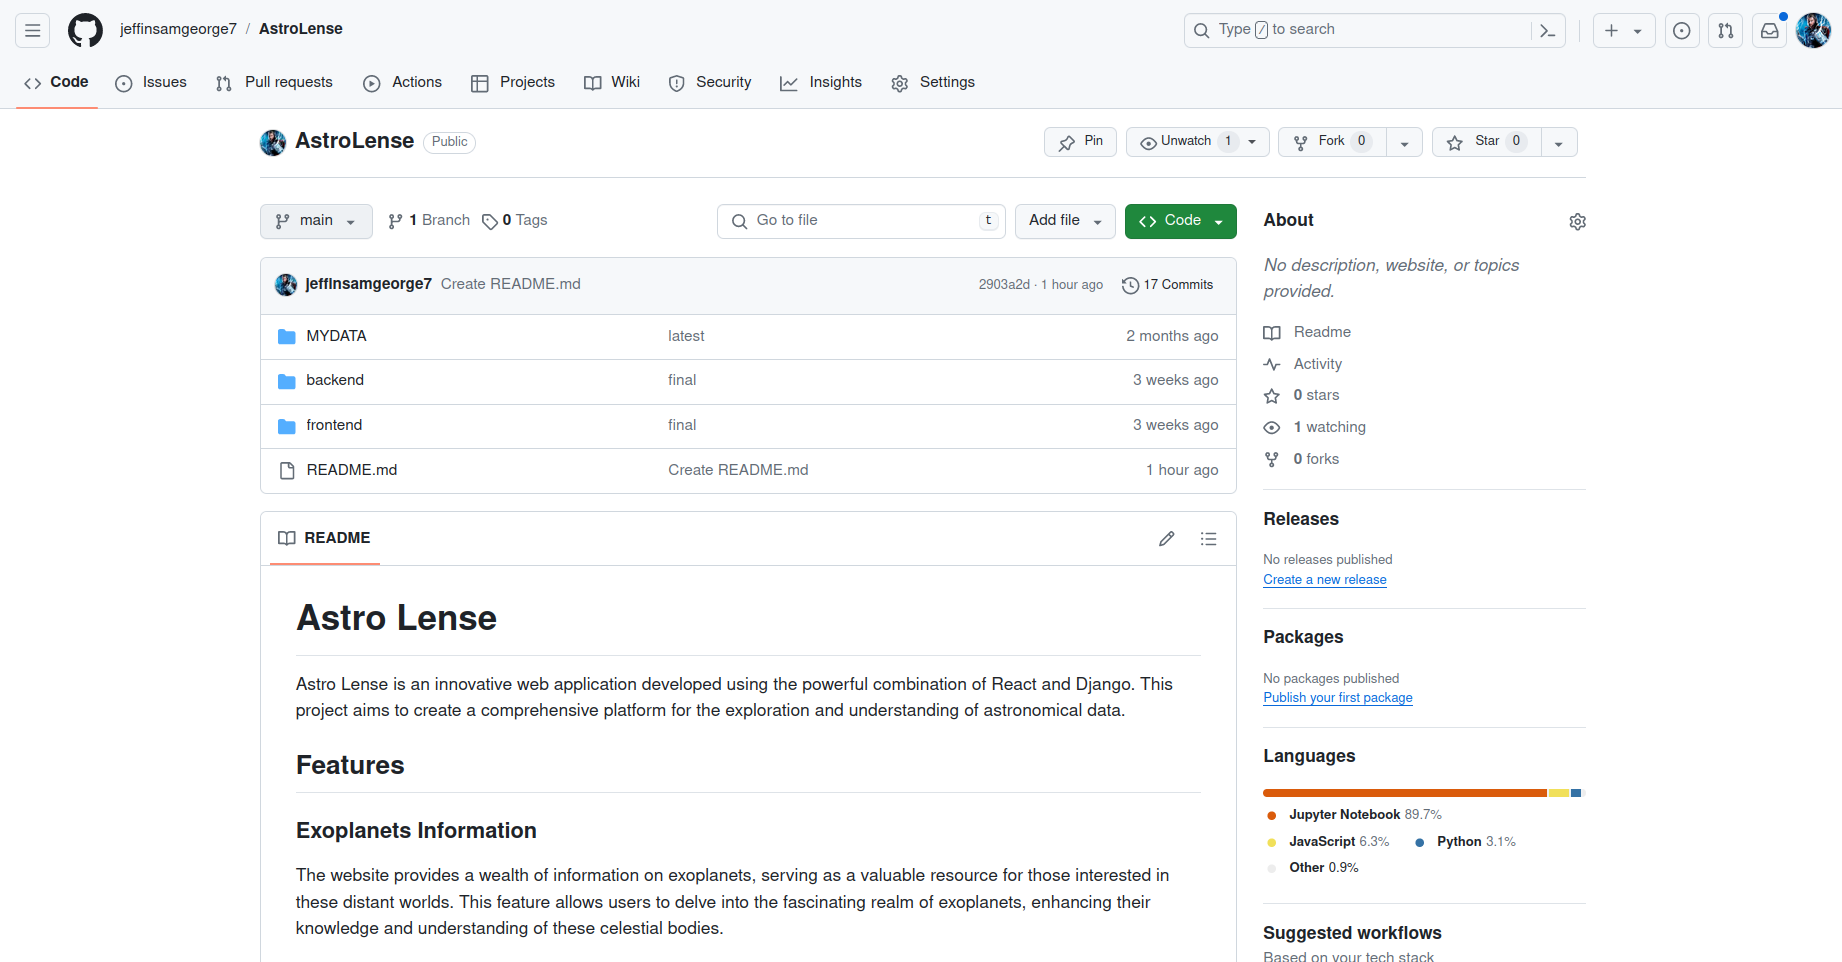 jeffinsamgeorge7 / AstroLense
Type / to search
Code Issues Pull requests Actions Projects Wiki Security Insights Settings
AstroLense Public
Pin Unwatch 1 Fork 0 Star 0
main 1 Branch 0 Tags Go to file t Add file Code
jeffinsamgeorge7 Create README.md 2903a2d · 1 hour ago 17 Commits
MYDATA latest 2 months ago
backend final 3 weeks ago
frontend final 3 weeks ago
README.md Create README.md 1 hour ago
README
Astro Lense
Astro Lense is an innovative web application developed using the powerful combination of React and Django. This
project aims to create a comprehensive platform for the exploration and understanding of astronomical data.
Features
Exoplanets Information
The website provides a wealth of information on exoplanets, serving as a valuable resource for those interested in
these distant worlds. This feature allows users to delve into the fascinating realm of exoplanets, enhancing their
knowledge and understanding of these celestial bodies.
About
No description, website, or topics
provided.
Readme
Activity
0 stars
1 watching
0 forks
Releases
No releases published
Create a new release
Packages
No packages published
Publish your first package
Languages
Jupyter Notebook 89.7%
JavaScript 6.3% Python 3.1%
Other 0.9%
Suggested workflows
Based on your tech stack